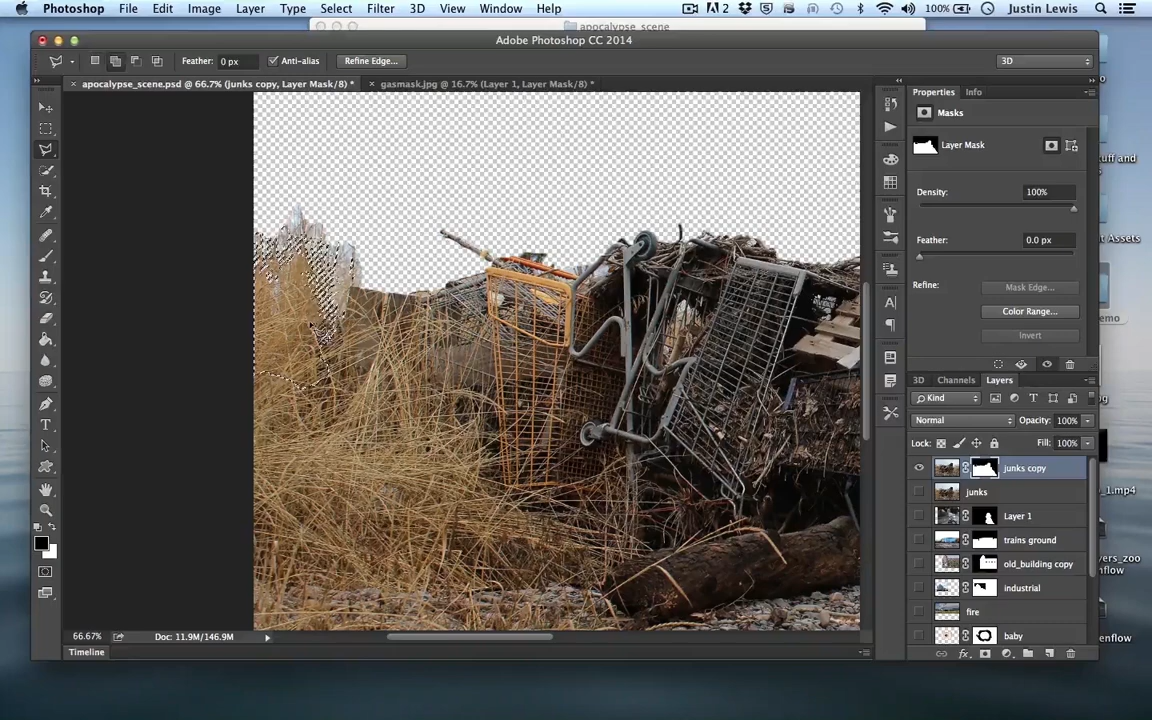 Photoshop File Edit Image Layer Type Select Filter 3D View Window Help 2 100% Justin Lewis
apocalypse_scene
Adobe Photoshop CC 2014
Feather: 0 px Anti-alias Refine Edge... 3D
apocalypse_scene.psd @ 66.7% (junks copy, Layer Mask/8) * gasmask.jpg @ 16.7% (Layer 1, Layer Mask/8) *
Properties Info
Masks
Layer Mask
Density: 100%
Feather: 0.0 px
Refine: Mask Edge...
Color Range...
Invert
3D Channels Layers
Kind
Normal Opacity: 100%
Lock: Fill: 100%
junks copy
junks
Layer 1
trains ground
old_building copy
industrial
fire
baby
66.67% Doc: 11.9M/146.9M
Timeline